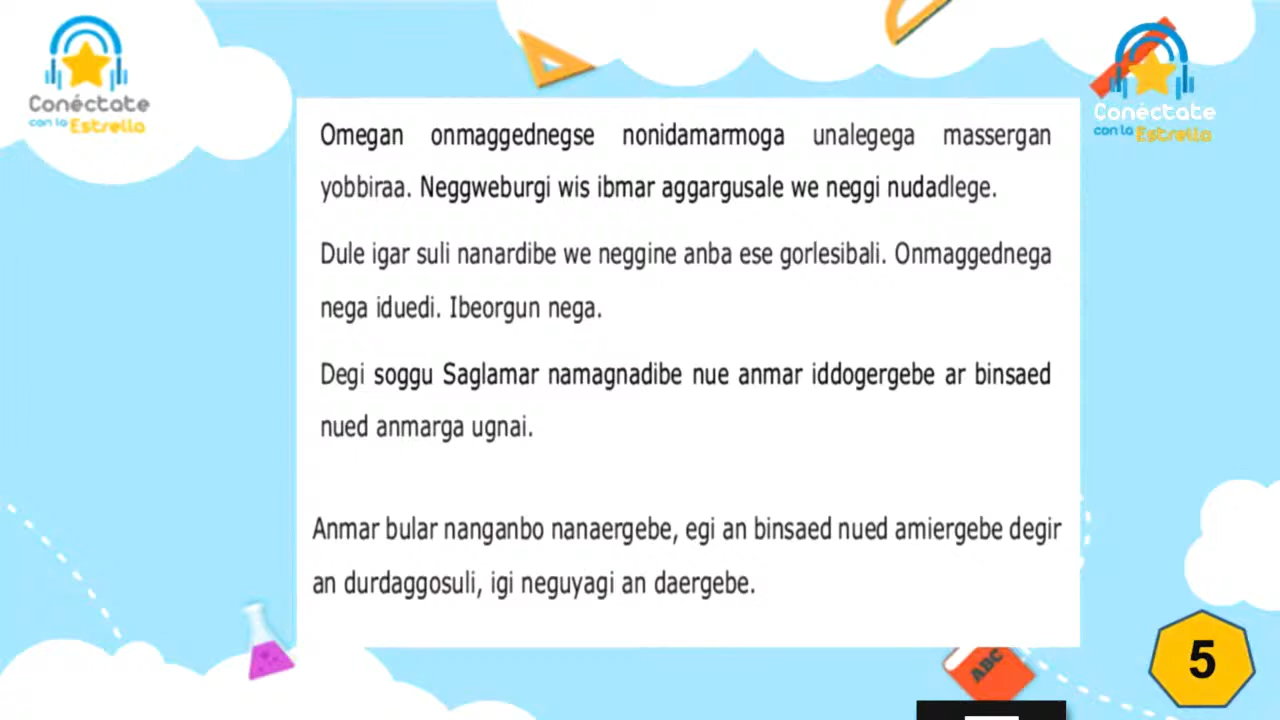 Conéctate
con la Estrella
Conéctate
con la Estrella
Omegan onmaggednegse nonidamarmoga unalegega massergan
yobbiraa. Neggweburgi wis ibmar aggargusale we neggi nudadlege.
Dule igar suli nanardibe we neggine anba ese gorlesibali. Onmaggednega
nega iduedi. Ibeorgun nega.
Degi soggu Saglamar namagnadibe nue anmar iddogergebe ar binsaed
nued anmarga ugnai.
Anmar bular nanganbo nanaergebe, egi an binsaed nued amiergebe degir
an durdaggosuli, igi neguyagi an daergebe.
ABC
5